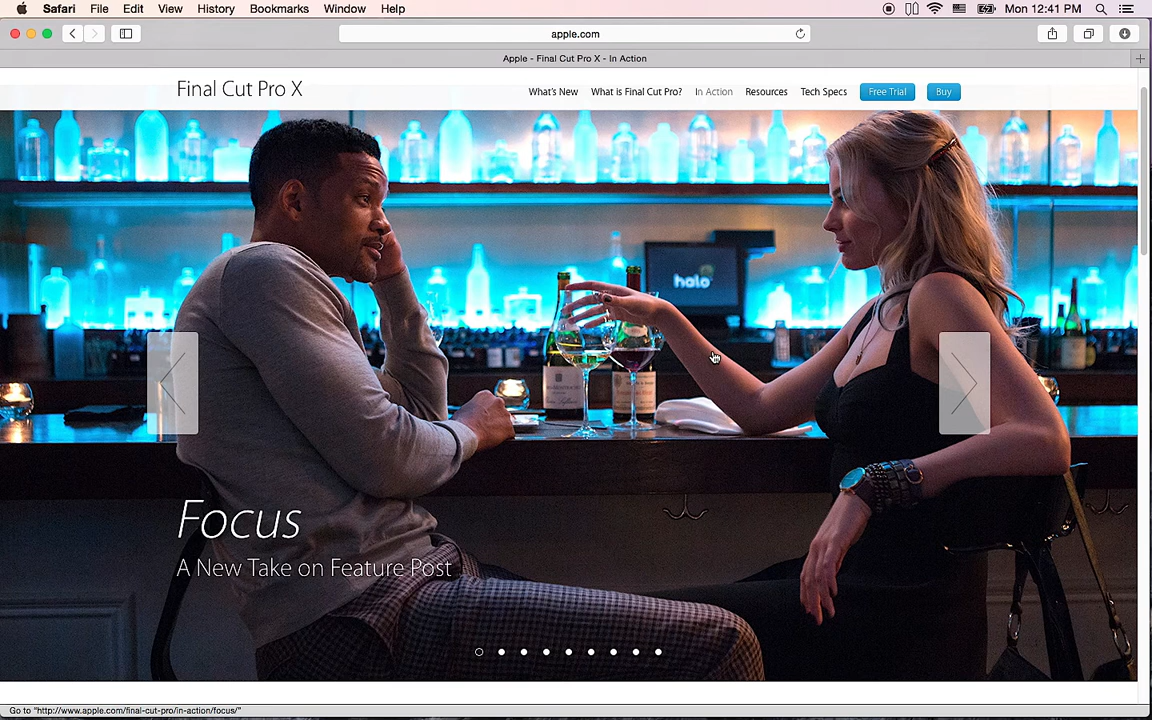 Safari File Edit View History Bookmarks Window Help Mon 12:41 PM
apple.com
Apple - Final Cut Pro X - In Action
Final Cut Pro X What's New What is Final Cut Pro? In Action Resources Tech Specs Free Trial Buy
halo
Focus
A New Take on Feature Post
Go to "http://www.apple.com/final-cut-pro/in-action/focus/"